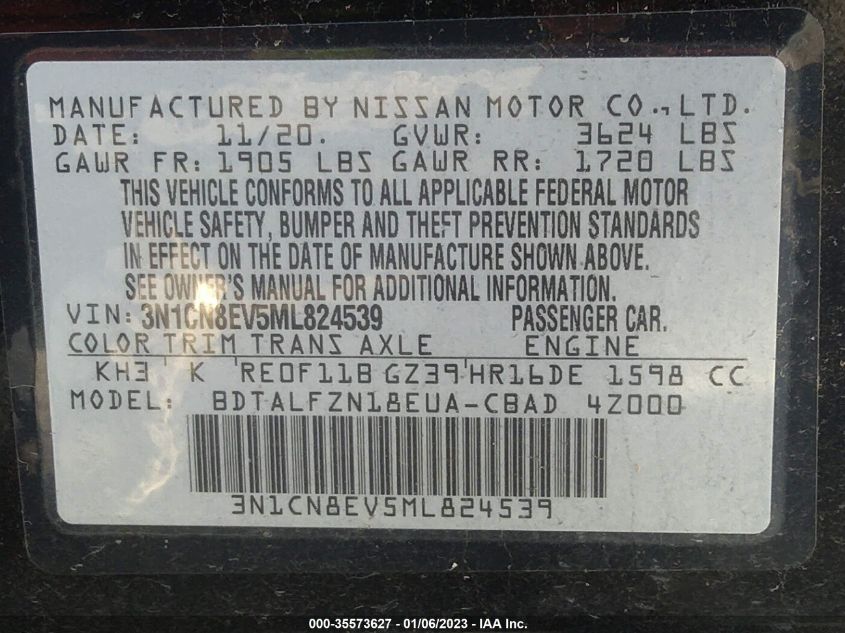 MANUFACTURED BY NISSAN MOTOR CO., LTD.
DATE: 11/20. GVWR: 3624 LBS
GAWR FR: 1905 LBS GAWR RR: 1720 LBS
THIS VEHICLE CONFORMS TO ALL APPLICABLE FEDERAL MOTOR
VEHICLE SAFETY, BUMPER AND THEFT PREVENTION STANDARDS
IN EFFECT ON THE DATE OF MANUFACTURE SHOWN ABOVE.
SEE OWNER'S MANUAL FOR ADDITIONAL INFORMATION.
VIN: 3N1CN8EV5ML824539 PASSENGER CAR.
COLOR TRIM TRANS AXLE ENGINE
KH3 K RE0F11B GZ39 HR16DE 1598 CC
MODEL: BDTALFZN18EUA-CBAD 4Z000
3N1CN8EV5ML824539
000-35573627 - 01/06/2023 - © IAA Inc.